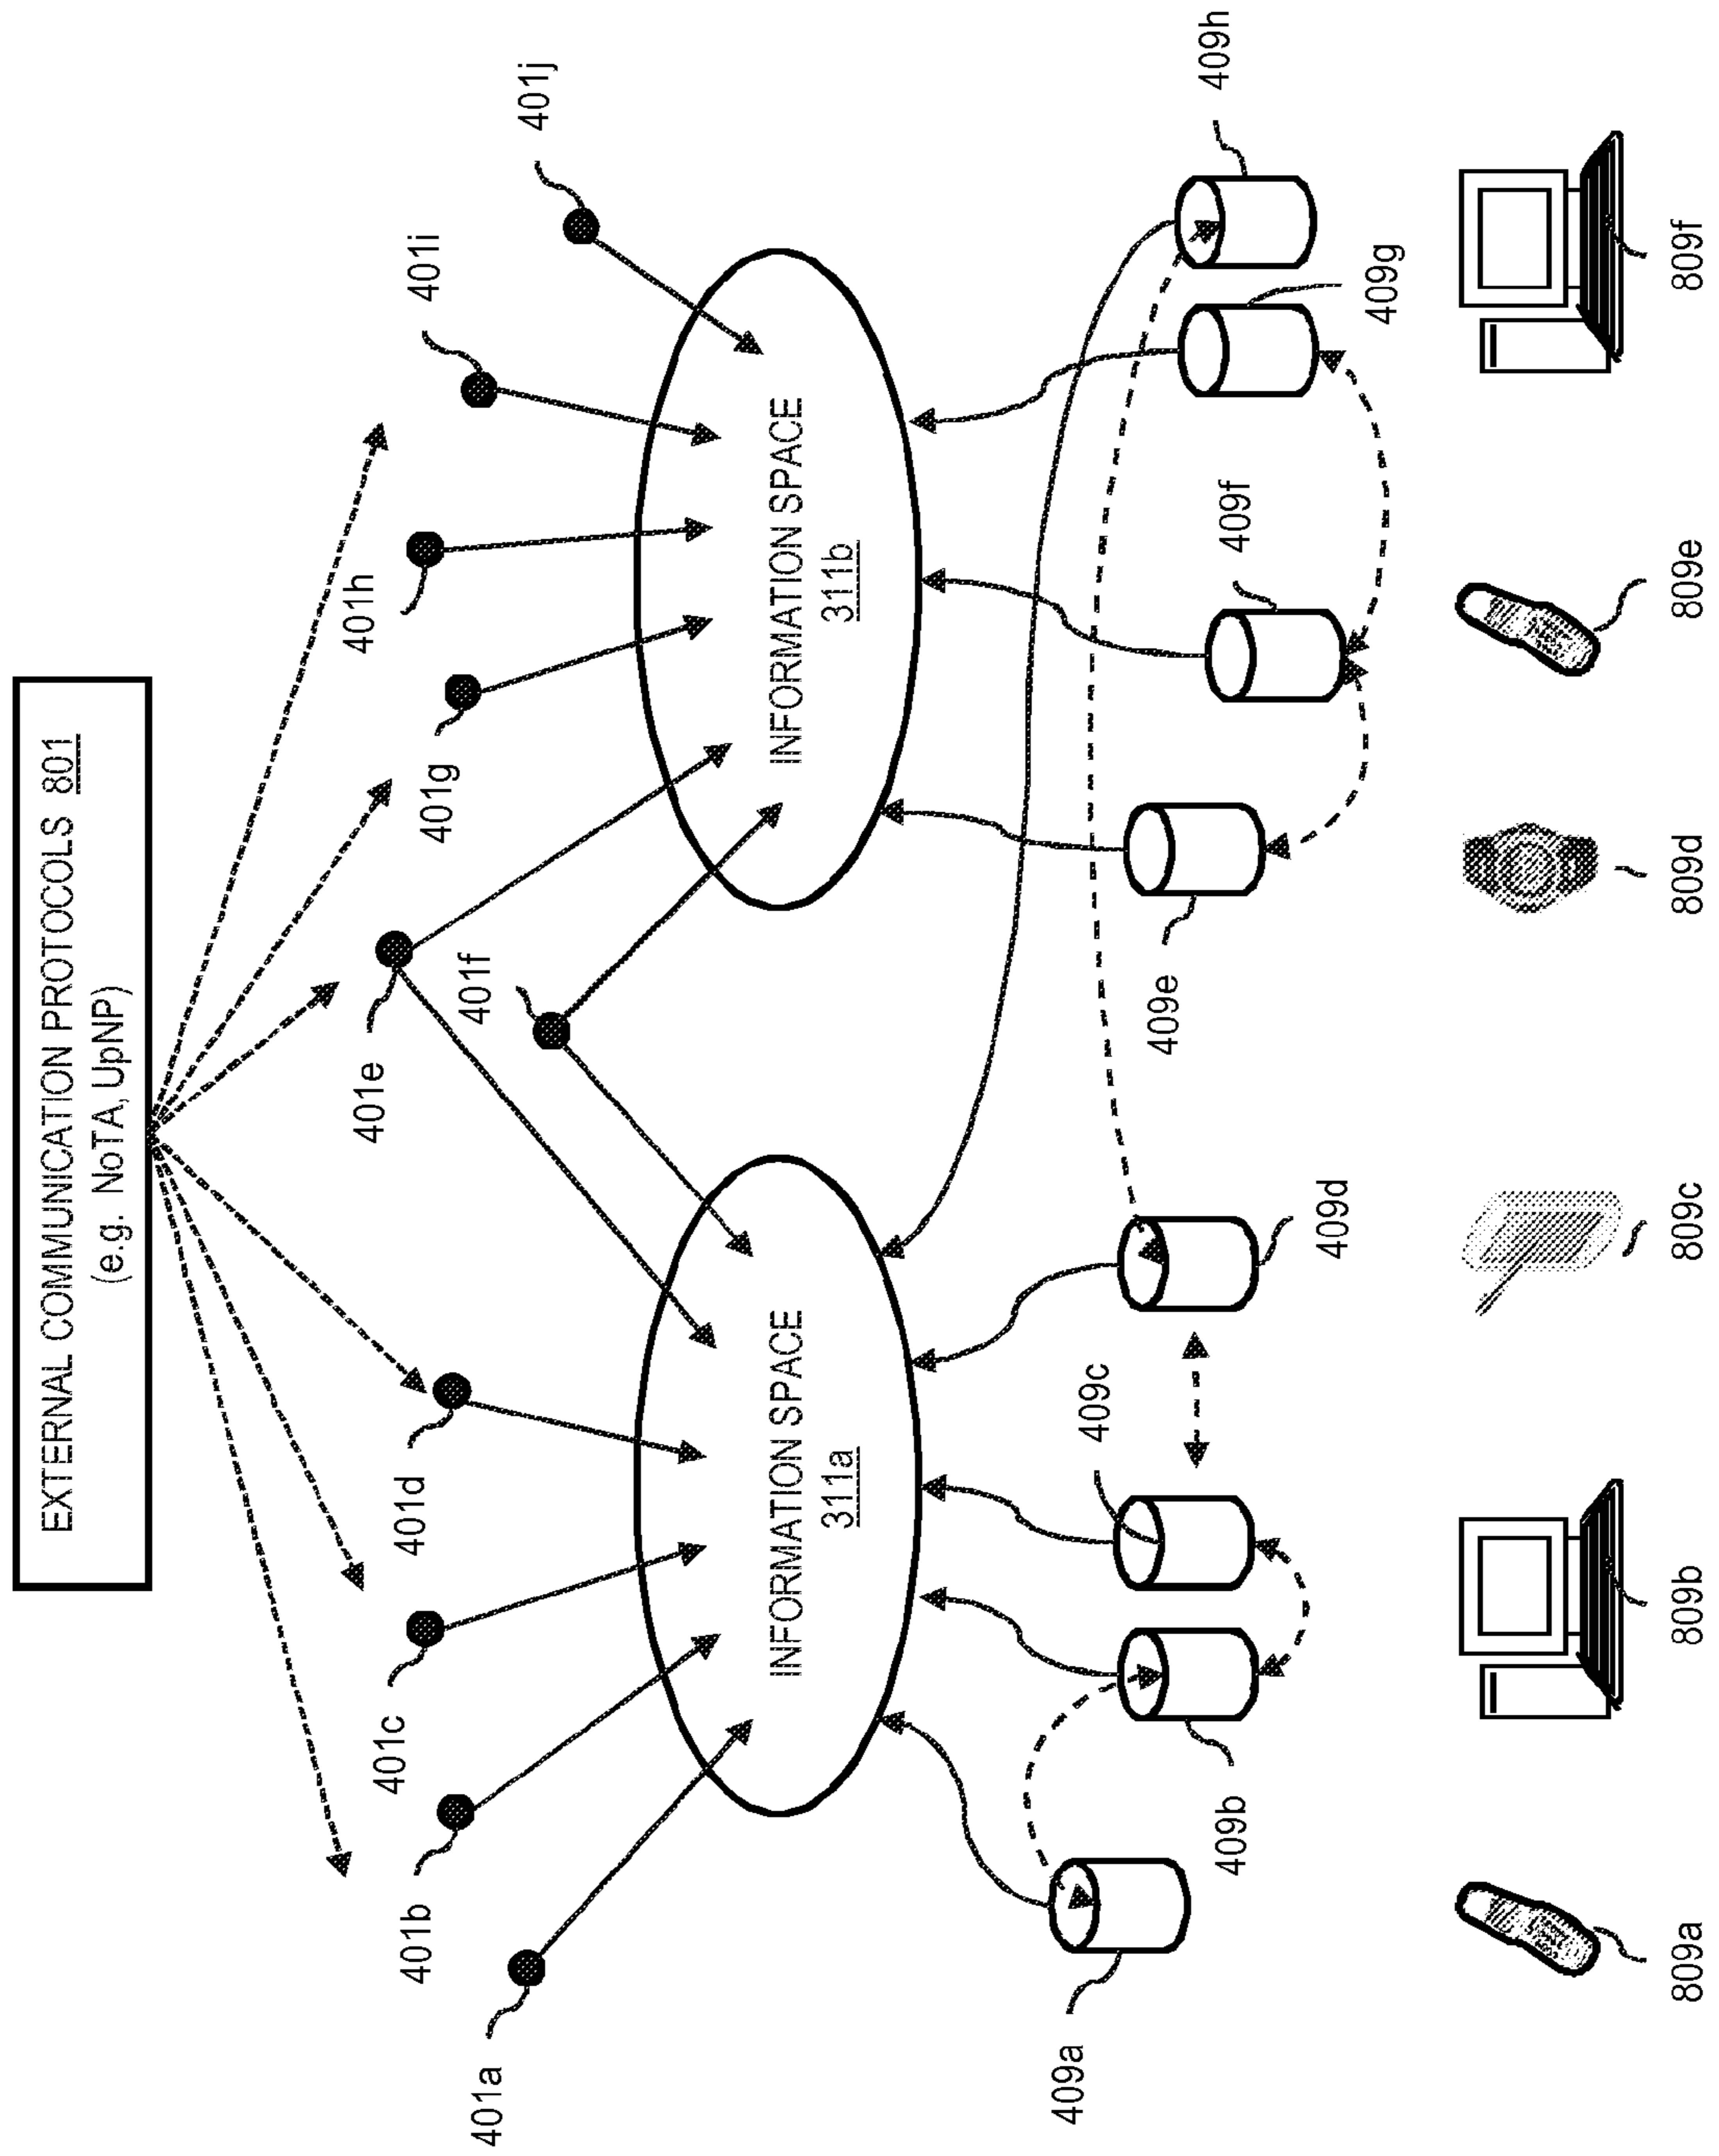 EXTERNAL COMMUNICATION PROTOCOLS 801
(e.g. NoTA, UpNP)
401a
401b
401c
401d
401e
401f
401g
401h
401i
401j
INFORMATION SPACE
311a
INFORMATION SPACE
311b
409a
409b
409c
409d
409e
409f
409g
409h
809a
809b
809c
809d
809e
809f